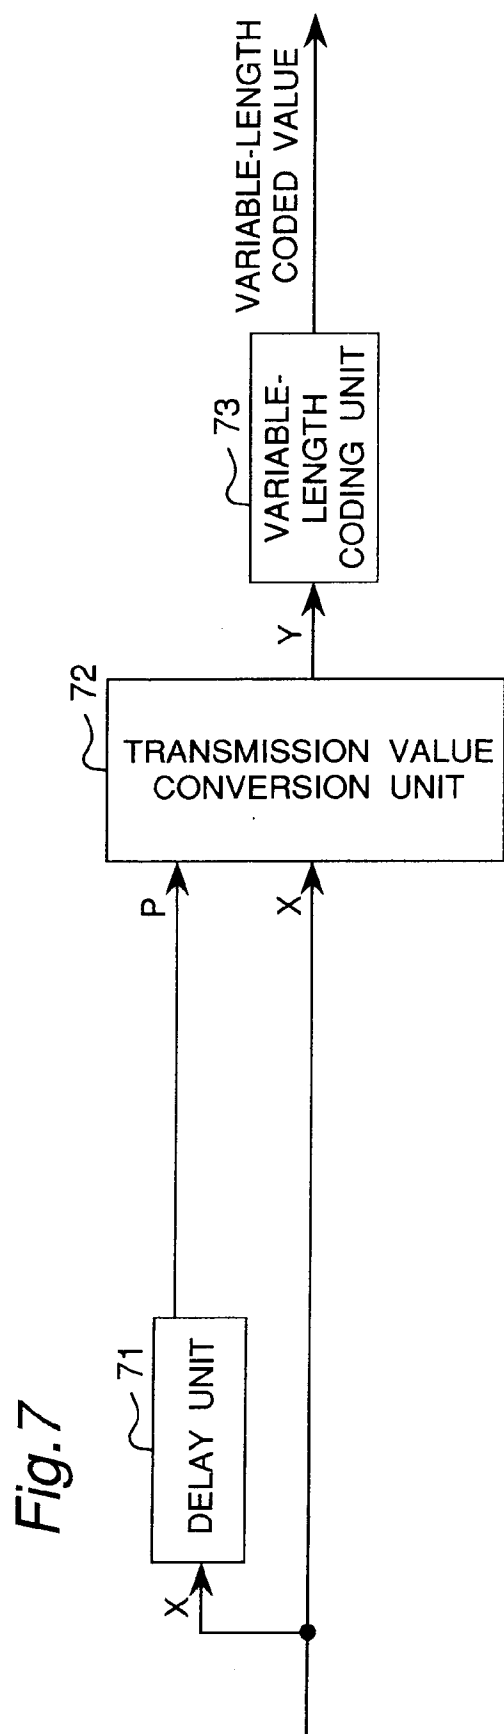 Fig.7
X
71
DELAY UNIT
P
X
72
TRANSMISSION VALUE
CONVERSION UNIT
Y
73
VARIABLE-
LENGTH
CODING UNIT
VARIABLE-LENGTH
CODED VALUE